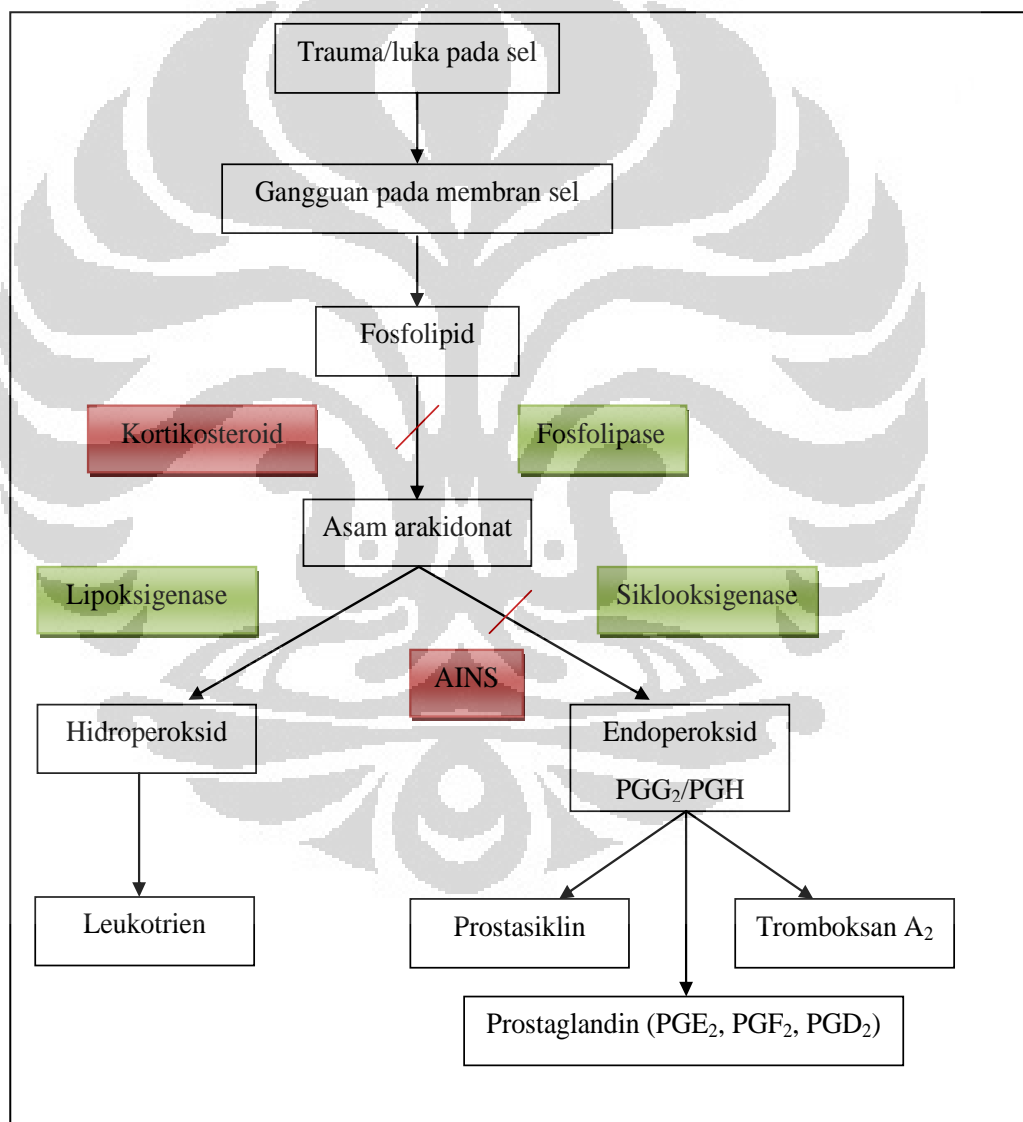 Trauma/luka pada sel
Gangguan pada membran sel
Fosfolipid
Kortikosteroid
Fosfolipase
Asam arakidonat
Lipoksigenase
Siklooksigenase
AINS
Hidroperoksid
Endoperoksid
PGG₂/PGH
Leukotrien
Prostasiklin
Tromboksan A₂
Prostaglandin (PGE₂, PGF₂, PGD₂)